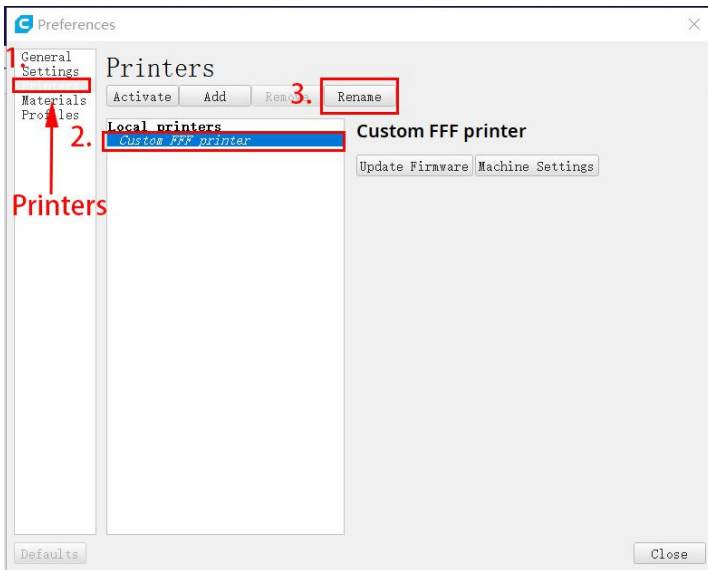 Preferences
1.
General
Settings
Materials
Profiles
Printers
Activate
Add
Remove
3.
Rename
2.
Local printers
Custom FFF printer
Custom FFF printer
Update Firmware
Machine Settings
Printers
Defaults
Close